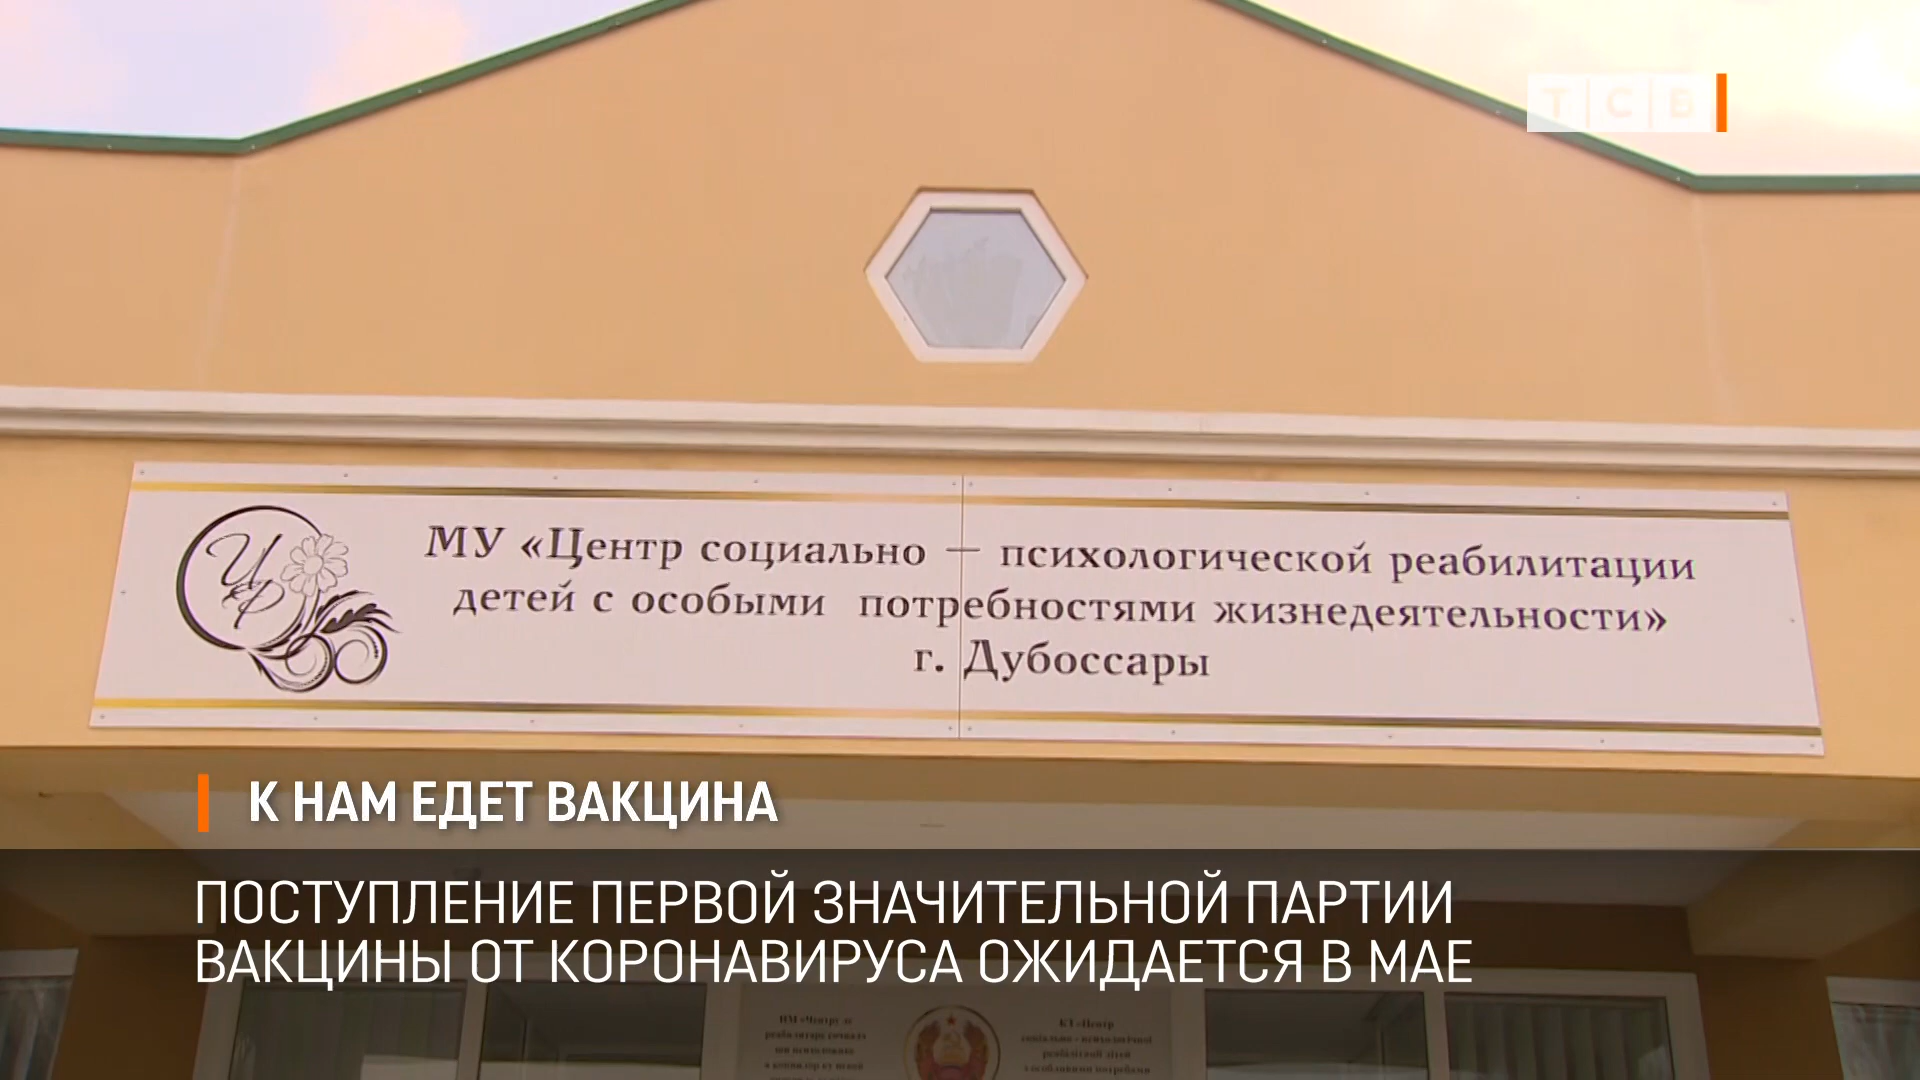 ТСВ
МУ «Центр социально — психологической реабилитации
детей с особыми потребностями жизнедеятельности»
г. Дубоссары
ЦР
К НАМ ЕДЕТ ВАКЦИНА
ПОСТУПЛЕНИЕ ПЕРВОЙ ЗНАЧИТЕЛЬНОЙ ПАРТИИ
ВАКЦИНЫ ОТ КОРОНАВИРУСА ОЖИДАЕТСЯ В МАЕ